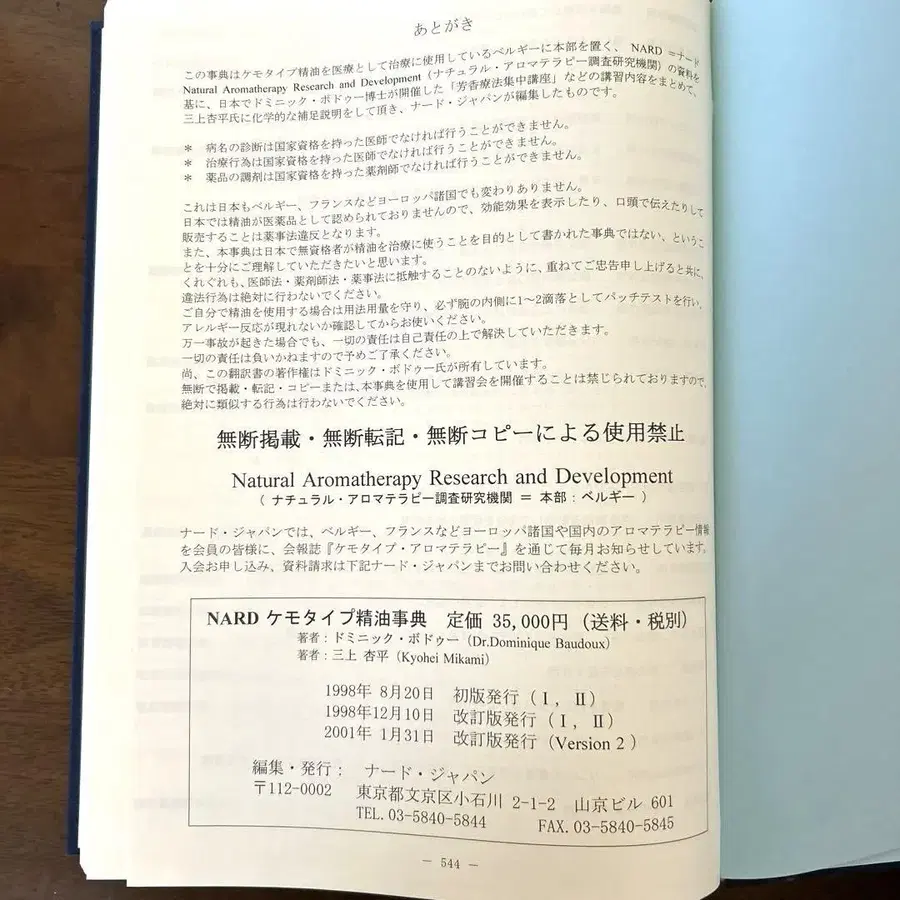 あとがき
この事典はケモタイプ精油を医療として治療に使用しているベルギーに本部を置く、 NARD ＝ナード
Natural Aromatherapy Research and Development（ナチュラル・アロマテラピー調査研究機関）の資料を
基に、日本でドミニック・ボドゥー博士が開催した「芳香療法集中講座」などの講習内容をまとめて、
三上杏平氏に化学的な補足説明をして頂き、ナード・ジャパンが編集したものです。
＊ 病名の診断は国家資格を持った医師でなければ行うことができません。
＊ 治療行為は国家資格を持った医師でなければ行うことができません。
＊ 薬品の調剤は国家資格を持った薬剤師でなければ行うことができません。
これは日本もベルギー、フランスなどヨーロッパ諸国でも変わりありません。
日本では精油が医薬品として認められておりませんので、効能効果を表示したり、口頭で伝えたりして
販売することは薬事法違反となります。
また、本事典は日本で無資格者が精油を治療に使うことを目的として書かれた事典ではない、というこ
とを十分にご理解していただきたいと思います。
くれぐれも、医師法・薬剤師法・薬事法に抵触することのないように、重ねてご忠告申し上げると共に、
違法行為は絶対に行わないでください。
ご自分で精油を使用する場合は用法用量を守り、必ず腕の内側に1〜2滴落としてパッチテストを行い、
アレルギー反応が現れないか確認してからお使いください。
万一事故が起きた場合でも、一切の責任は自己責任の上で解決していただきます。
一切の責任は負いかねますので予めご了承ください。
尚、この翻訳書の著作権はドミニック・ボドゥー氏が所有しています。
無断で掲載・転記・コピーまたは、本事典を使用して講習会を開催することは禁じられておりますので、
絶対に類似する行為は行わないでください。
無断掲載・無断転記・無断コピーによる使用禁止
Natural Aromatherapy Research and Development
（ ナチュラル・アロマテラピー調査研究機関 ＝ 本部：ベルギー ）
ナード・ジャパンでは、ベルギー、フランスなどヨーロッパ諸国や国内のアロマテラピー情報
を会員の皆様に、会報誌『ケモタイプ・アロマテラピー』を通じて毎月お知らせしています。
入会お申し込み、資料請求は下記ナード・ジャパンまでお問い合わせください。
NARD ケモタイプ精油事典 定価 35,000円（送料・税別）
著者：ドミニック・ボドゥー（Dr.Dominique Baudoux）
著者：三上 杏平（Kyohei Mikami）
1998年 8月20日 初版発行（Ⅰ，Ⅱ）
1998年12月10日 改訂版発行（Ⅰ，Ⅱ）
2001年 1月31日 改訂版発行（Version 2 ）
編集・発行： ナード・ジャパン
〒112-0002 東京都文京区小石川 2-1-2 山京ビル 601
TEL. 03-5840-5844 FAX. 03-5840-5845
— 544 —